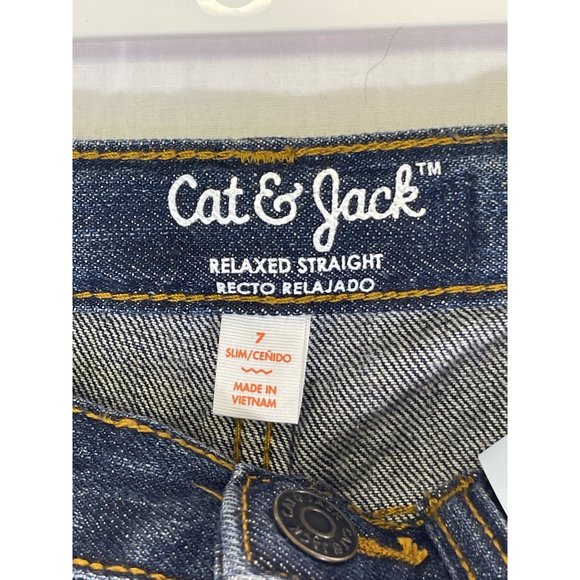 Cat & Jack™
RELAXED STRAIGHT
RECTO RELAJADO
7
SLIM/CEÑIDO
MADE IN
VIETNAM